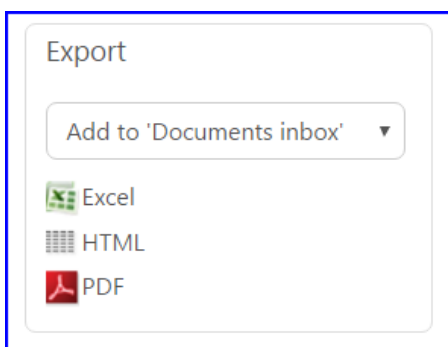 Export
Add to 'Documents inbox'
Excel
HTML
PDF